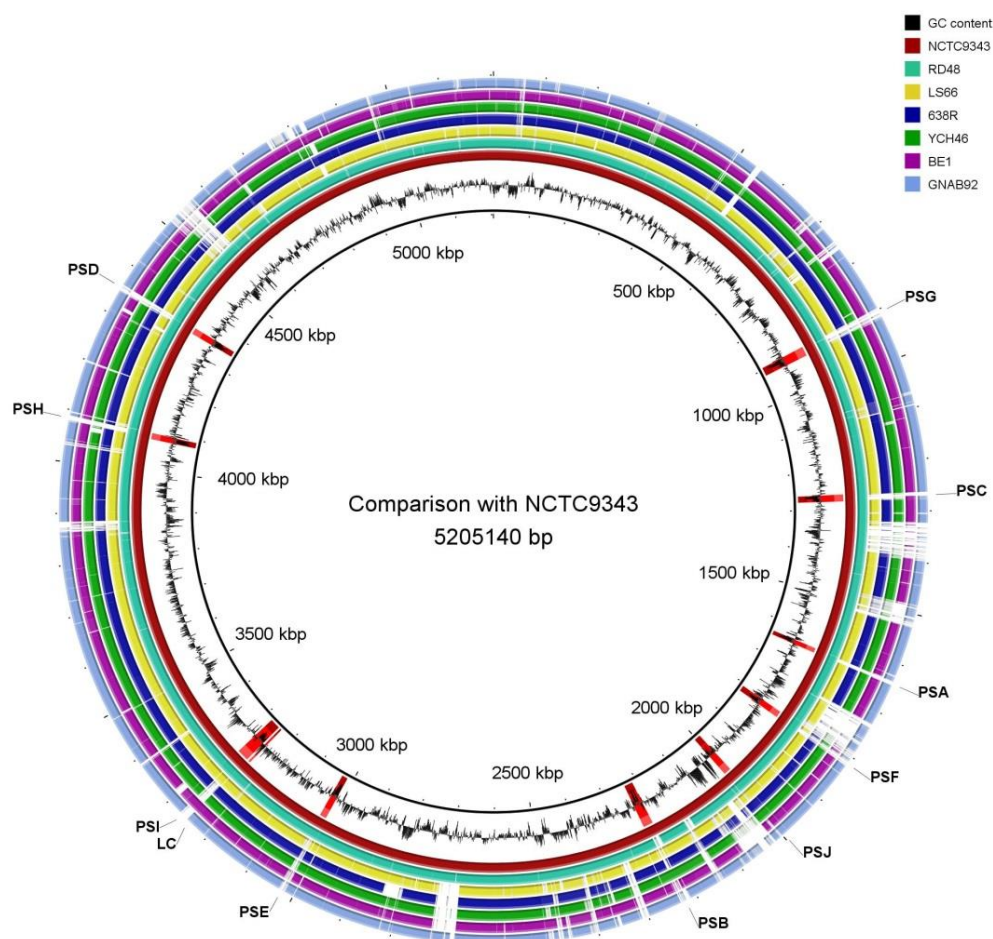 GC content
NCTC9343
RD48
LS66
638R
YCH46
BE1
GNAB92
5000 kbp
500 kbp
PSD
PSG
4500 kbp
PSH
1000 kbp
4000 kbp
PSC
Comparison with NCTC9343
5205140 bp
1500 kbp
3500 kbp
PSA
2000 kbp
3000 kbp
2500 kbp
PSF
PSI
LC
PSJ
PSE
PSB